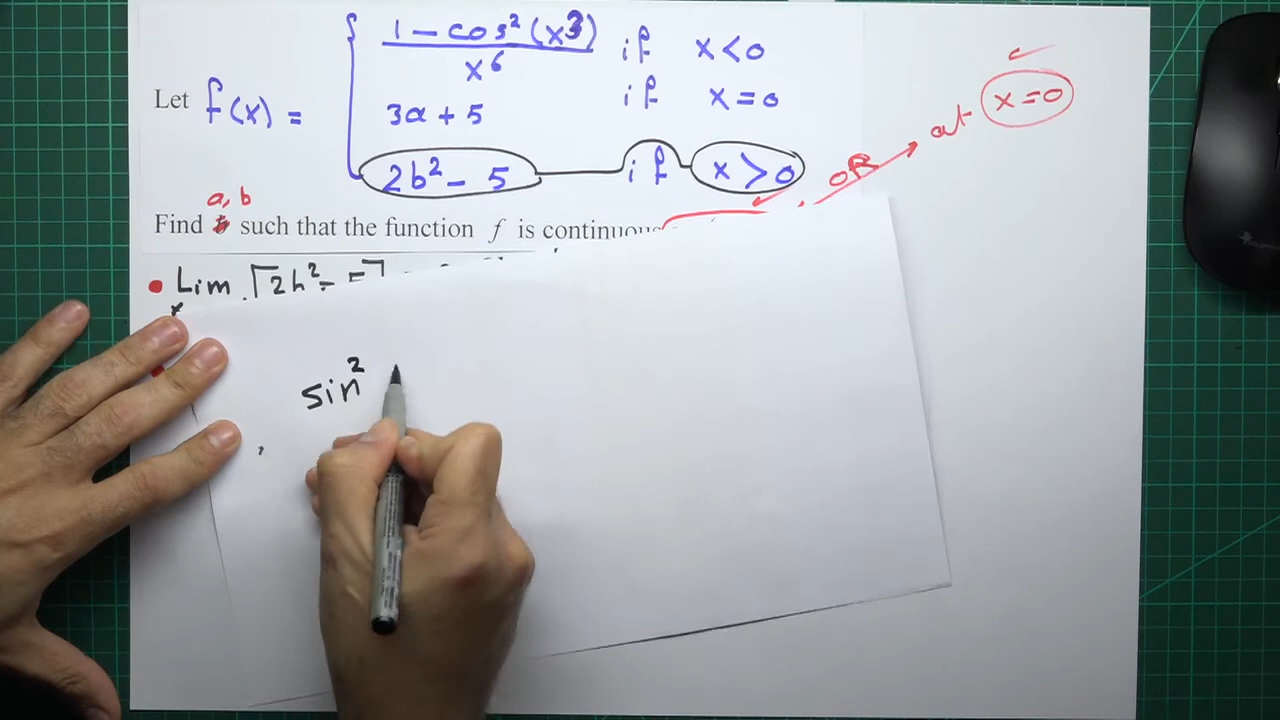 1 - cos² (x³) if x < 0
x⁶
Let f(x) = 3a + 5 if x = 0
2b² - 5 if x > 0
at x = 0
OR
a, b
Find b such that the function f is continuous
Lim [2b² - 5]
x
sin²